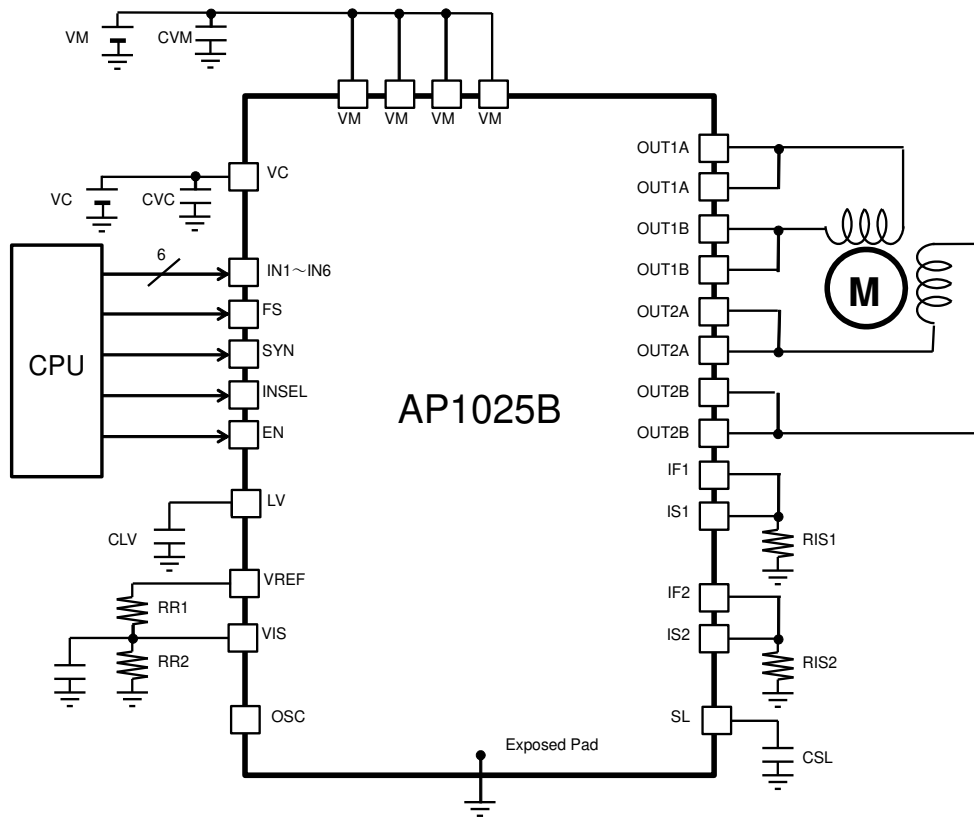 VM
CVM
VM
VM
VM
VM
VC
VC
CVC
6
IN1～IN6
FS
SYN
INSEL
EN
CPU
AP1025B
LV
CLV
VREF
RR1
VIS
RR2
OSC
Exposed Pad
OUT1A
OUT1A
OUT1B
OUT1B
OUT2A
OUT2A
OUT2B
OUT2B
M
IF1
IS1
RIS1
IF2
IS2
RIS2
SL
CSL